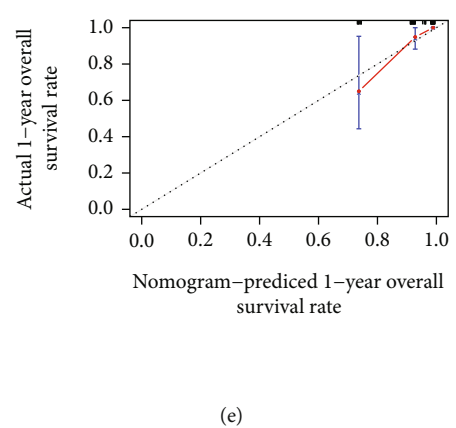 Actual 1−year overall
survival rate
1.0
0.8
0.6
0.4
0.2
0.0
0.0 0.2 0.4 0.6 0.8 1.0
Nomogram−prediced 1−year overall
survival rate
(e)